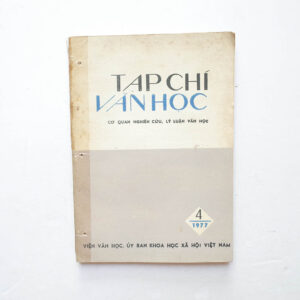 TẠP CHÍ
VĂN HỌC
CƠ QUAN NGHIÊN CỨU, LÝ LUẬN VĂN HỌC
4
1977
VIỆN VĂN HỌC, ỦY BAN KHOA HỌC XÃ HỘI VIỆT NAM